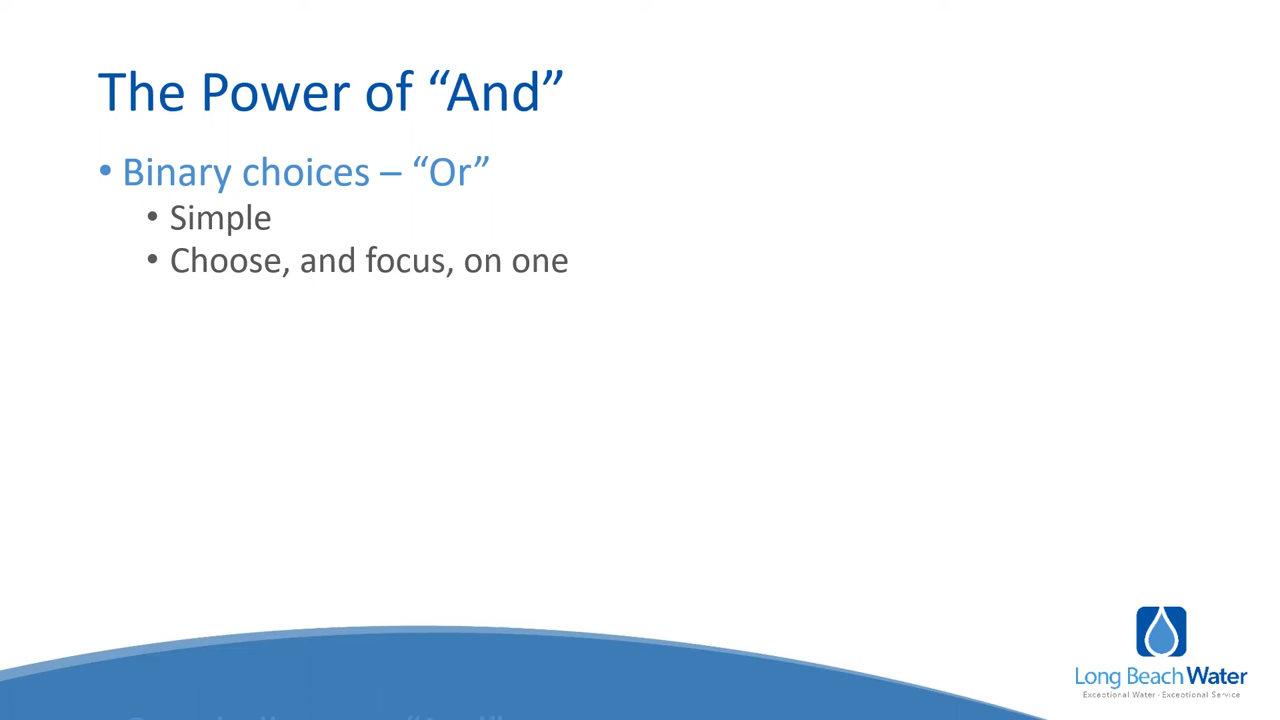 The Power of “And”
• Binary choices – “Or”
• Simple
• Choose, and focus, on one
Long Beach Water
Exceptional Water - Exceptional Service